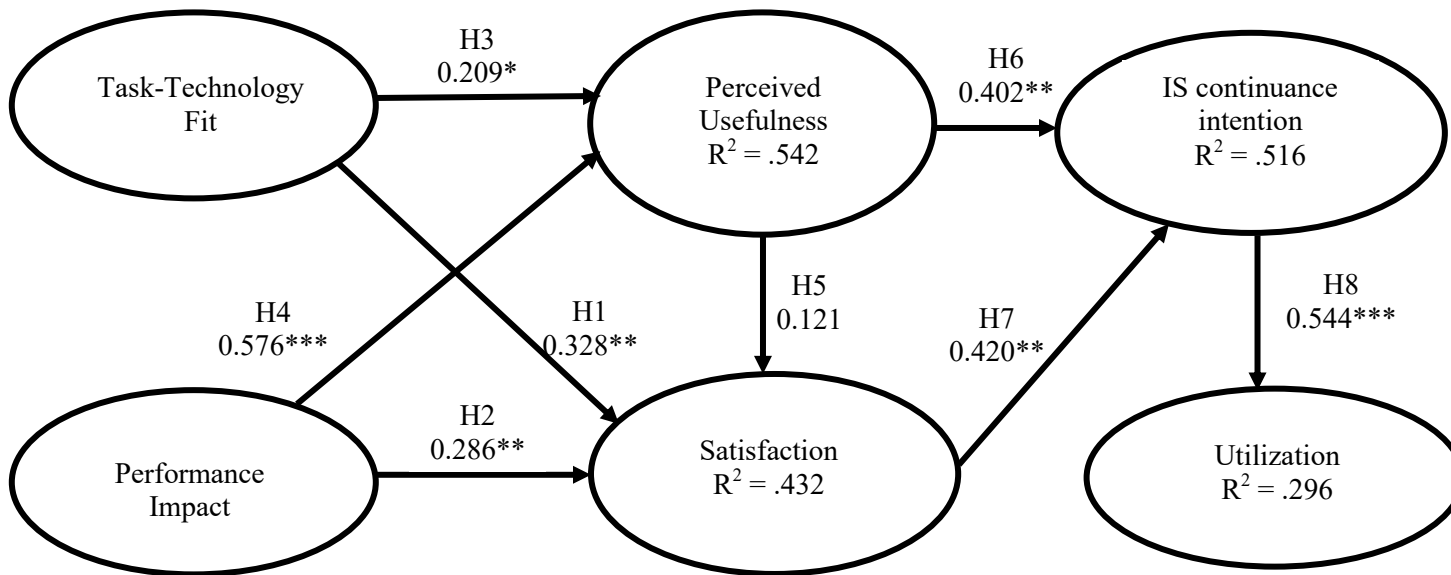 H3
0.209*
Task-Technology
Fit
Perceived
Usefulness
R² = .542
H6
0.402**
IS continuance
intention
R² = .516
H4
0.576***
H1
0.328**
H5
0.121
H7
0.420**
H8
0.544***
H2
0.286**
Performance
Impact
Satisfaction
R² = .432
Utilization
R² = .296